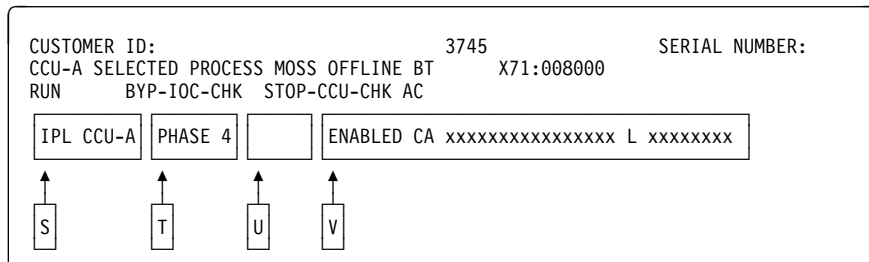 CUSTOMER ID: 3745 SERIAL NUMBER:
CCU-A SELECTED PROCESS MOSS OFFLINE BT X71:008000
RUN BYP-IOC-CHK STOP-CCU-CHK AC
IPL CCU-A PHASE 4 ENABLED CA xxxxxxxxxxxxxxxx L xxxxxxxx
S T U V